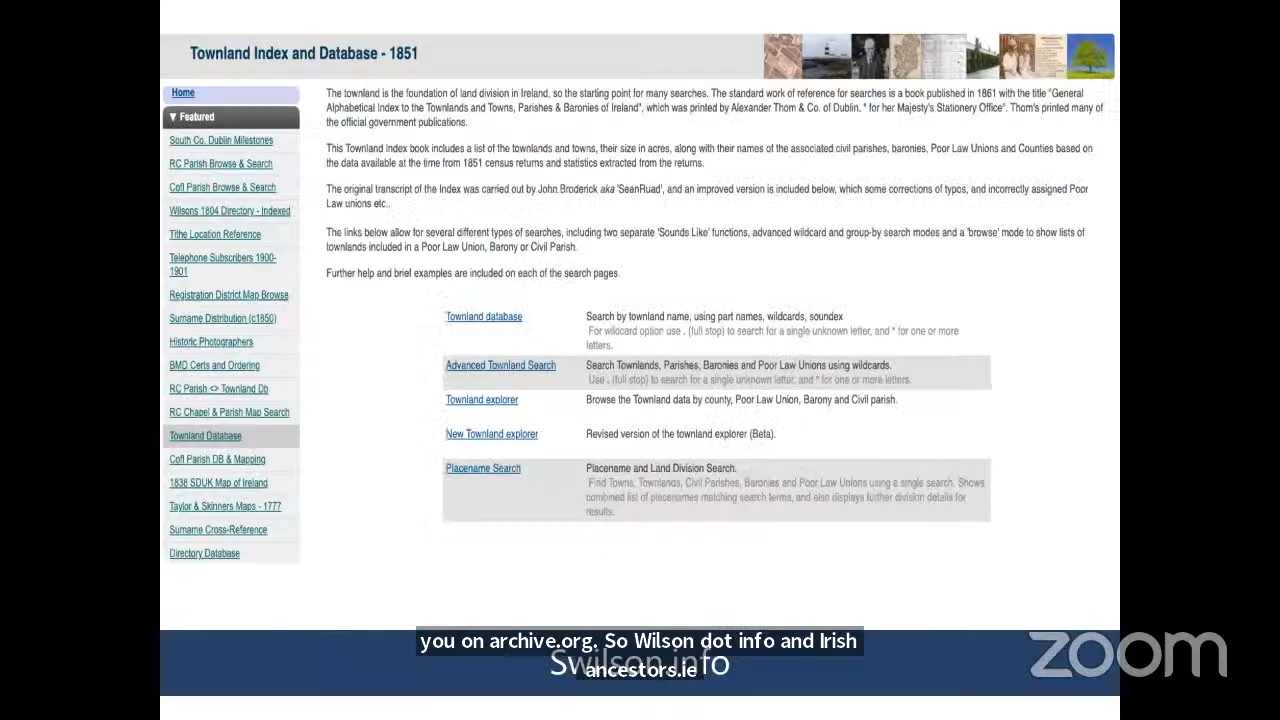 Townland Index and Database - 1851
Home
▼ Featured
South Co. Dublin Milestones
RC Parish Browse & Search
CofI Parish Browse & Search
Wilsons 1804 Directory - Indexed
Tithe Location Reference
Telephone Subscribers 1900-
1901
Registration District Map Browse
Surname Distribution (c1850)
Historic Photographers
BMD Certs and Ordering
RC Parish <> Townland Db
RC Chapel & Parish Map Search
Townland Database
CofI Parish DB & Mapping
1838 SDUK Map of Ireland
Taylor & Skinners Maps - 1777
Surname Cross-Reference
Directory Database
The townland is the foundation of land division in Ireland, so the starting point for many searches. The standard work of reference for searches is a book published in 1861 with the title "General
Alphabetical Index to the Townlands and Towns, Parishes & Baronies of Ireland", which was printed by Alexander Thom & Co. of Dublin. " for her Majesty's Stationery Office". Thom's printed many of
the official government publications.
This Townland Index book includes a list of the townlands and towns, their size in acres, along with their names of the associated civil parishes, baronies, Poor Law Unions and Counties based on
the data available at the time from 1851 census returns and statistics extracted from the returns.
The original transcript of the Index was carried out by John Broderick aka 'SeanRuad', and an improved version is included below, which some corrections of typos, and incorrectly assigned Poor
Law unions etc..
The links below allow for several different types of searches, including two separate 'Sounds Like' functions, advanced wildcard and group-by search modes and a 'browse' mode to show lists of
townlands included in a Poor Law Union, Barony or Civil Parish.
Further help and brief examples are included on each of the search pages.
Townland database
Search by townland name, using part names, wildcards, soundex
For wildcard option use . (full stop) to search for a single unknown letter, and * for one or more
letters.
Advanced Townland Search
Search Townlands, Parishes, Baronies and Poor Law Unions using wildcards.
Use . (full stop) to search for a single unknown letter, and * for one or more letters.
Townland explorer
Browse the Townland data by county, Poor Law Union, Barony and Civil parish.
New Townland explorer
Revised version of the townland explorer (Beta).
Placename Search
Placename and Land Division Search.
Find Towns, Townlands, Civil Parishes, Baronies and Poor Law Unions using a single search. Shows
combined list of placenames matching search terms, and also displays further division details for
results.
you on archive.org. So Wilson dot info and Irish
ancestors.ie
Swilson.info
zoom